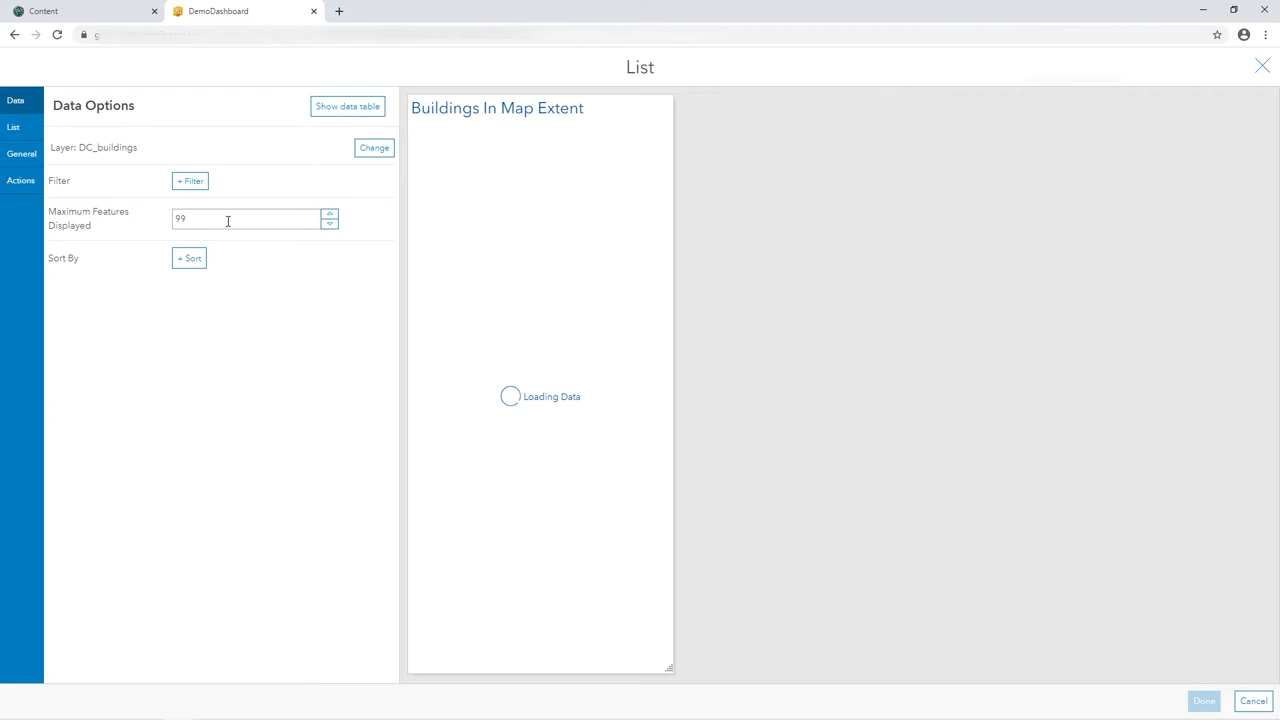 Content
DemoDashboard
List
Data
List
General
Actions
Data Options
Show data table
Layer: DC_buildings
Change
Filter
+ Filter
Maximum Features
Displayed
99
Sort By
+ Sort
Buildings In Map Extent
Loading Data
Done
Cancel